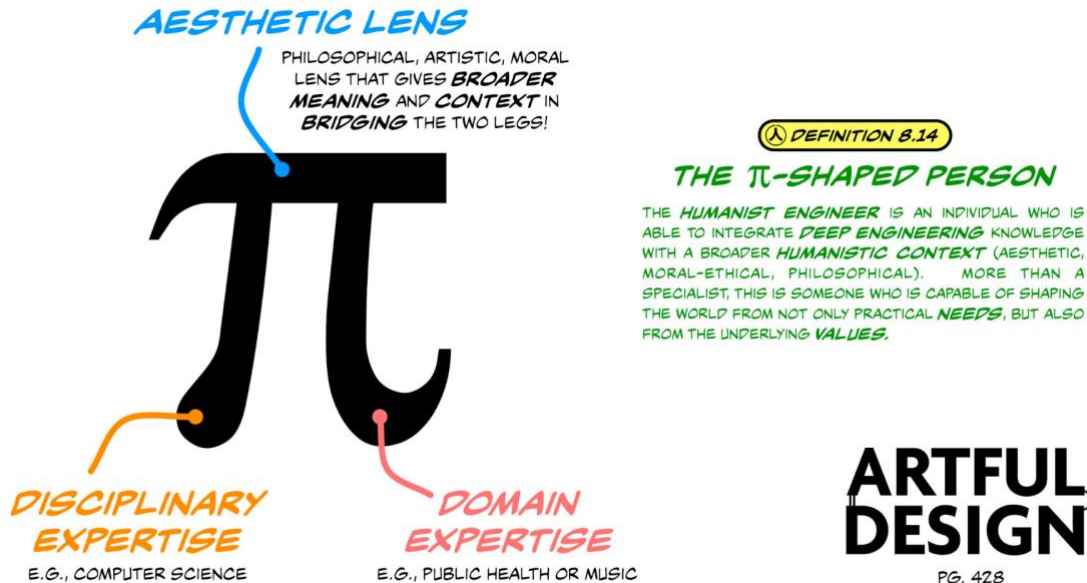 AESTHETIC LENS
PHILOSOPHICAL, ARTISTIC, MORAL
LENS THAT GIVES BROADER
MEANING AND CONTEXT IN
BRIDGING THE TWO LEGS!
π
DISCIPLINARY
EXPERTISE
E.G., COMPUTER SCIENCE
DOMAIN
EXPERTISE
E.G., PUBLIC HEALTH OR MUSIC
DEFINITION 8.14
THE π-SHAPED PERSON
THE HUMANIST ENGINEER IS AN INDIVIDUAL WHO IS
ABLE TO INTEGRATE DEEP ENGINEERING KNOWLEDGE
WITH A BROADER HUMANISTIC CONTEXT (AESTHETIC,
MORAL-ETHICAL, PHILOSOPHICAL). MORE THAN A
SPECIALIST, THIS IS SOMEONE WHO IS CAPABLE OF SHAPING
THE WORLD FROM NOT ONLY PRACTICAL NEEDS, BUT ALSO
FROM THE UNDERLYING VALUES.
ARTFUL
DESIGN
PG. 428